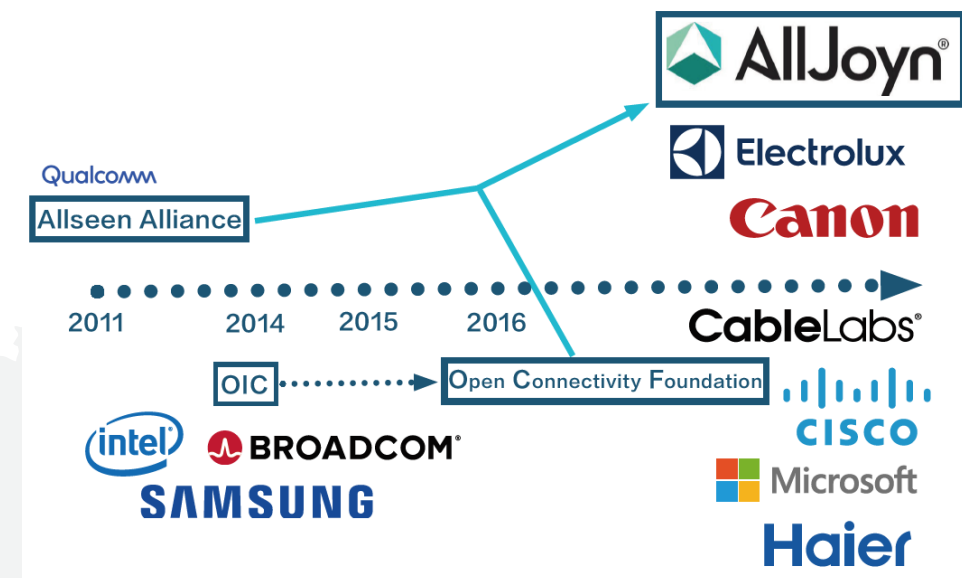 AllJoyn®
Electrolux
Qualcomm
Allseen Alliance
Canon
2011 2014 2015 2016
CableLabs®
OIC
Open Connectivity Foundation
intel
BROADCOM®
CISCO
SAMSUNG
Microsoft
Haier